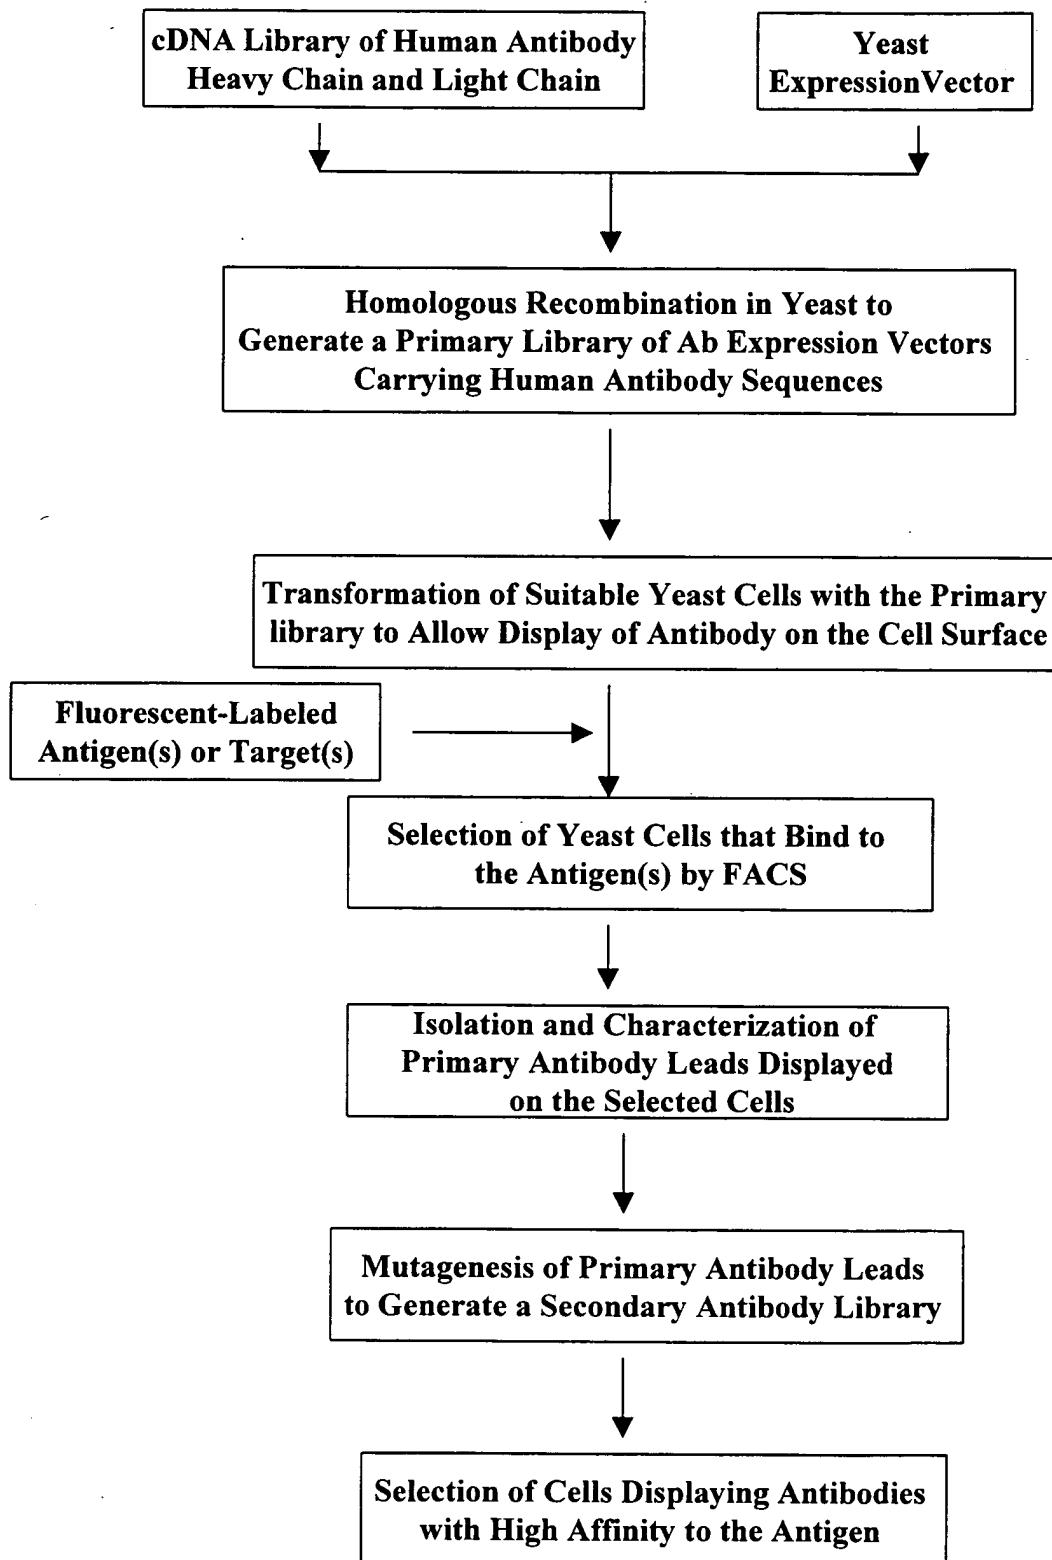 cDNA Library of Human Antibody
Heavy Chain and Light Chain
Yeast
ExpressionVector
Homologous Recombination in Yeast to
Generate a Primary Library of Ab Expression Vectors
Carrying Human Antibody Sequences
Transformation of Suitable Yeast Cells with the Primary
library to Allow Display of Antibody on the Cell Surface
Fluorescent-Labeled
Antigen(s) or Target(s)
Selection of Yeast Cells that Bind to
the Antigen(s) by FACS
Isolation and Characterization of
Primary Antibody Leads Displayed
on the Selected Cells
Mutagenesis of Primary Antibody Leads
to Generate a Secondary Antibody Library
Selection of Cells Displaying Antibodies
with High Affinity to the Antigen